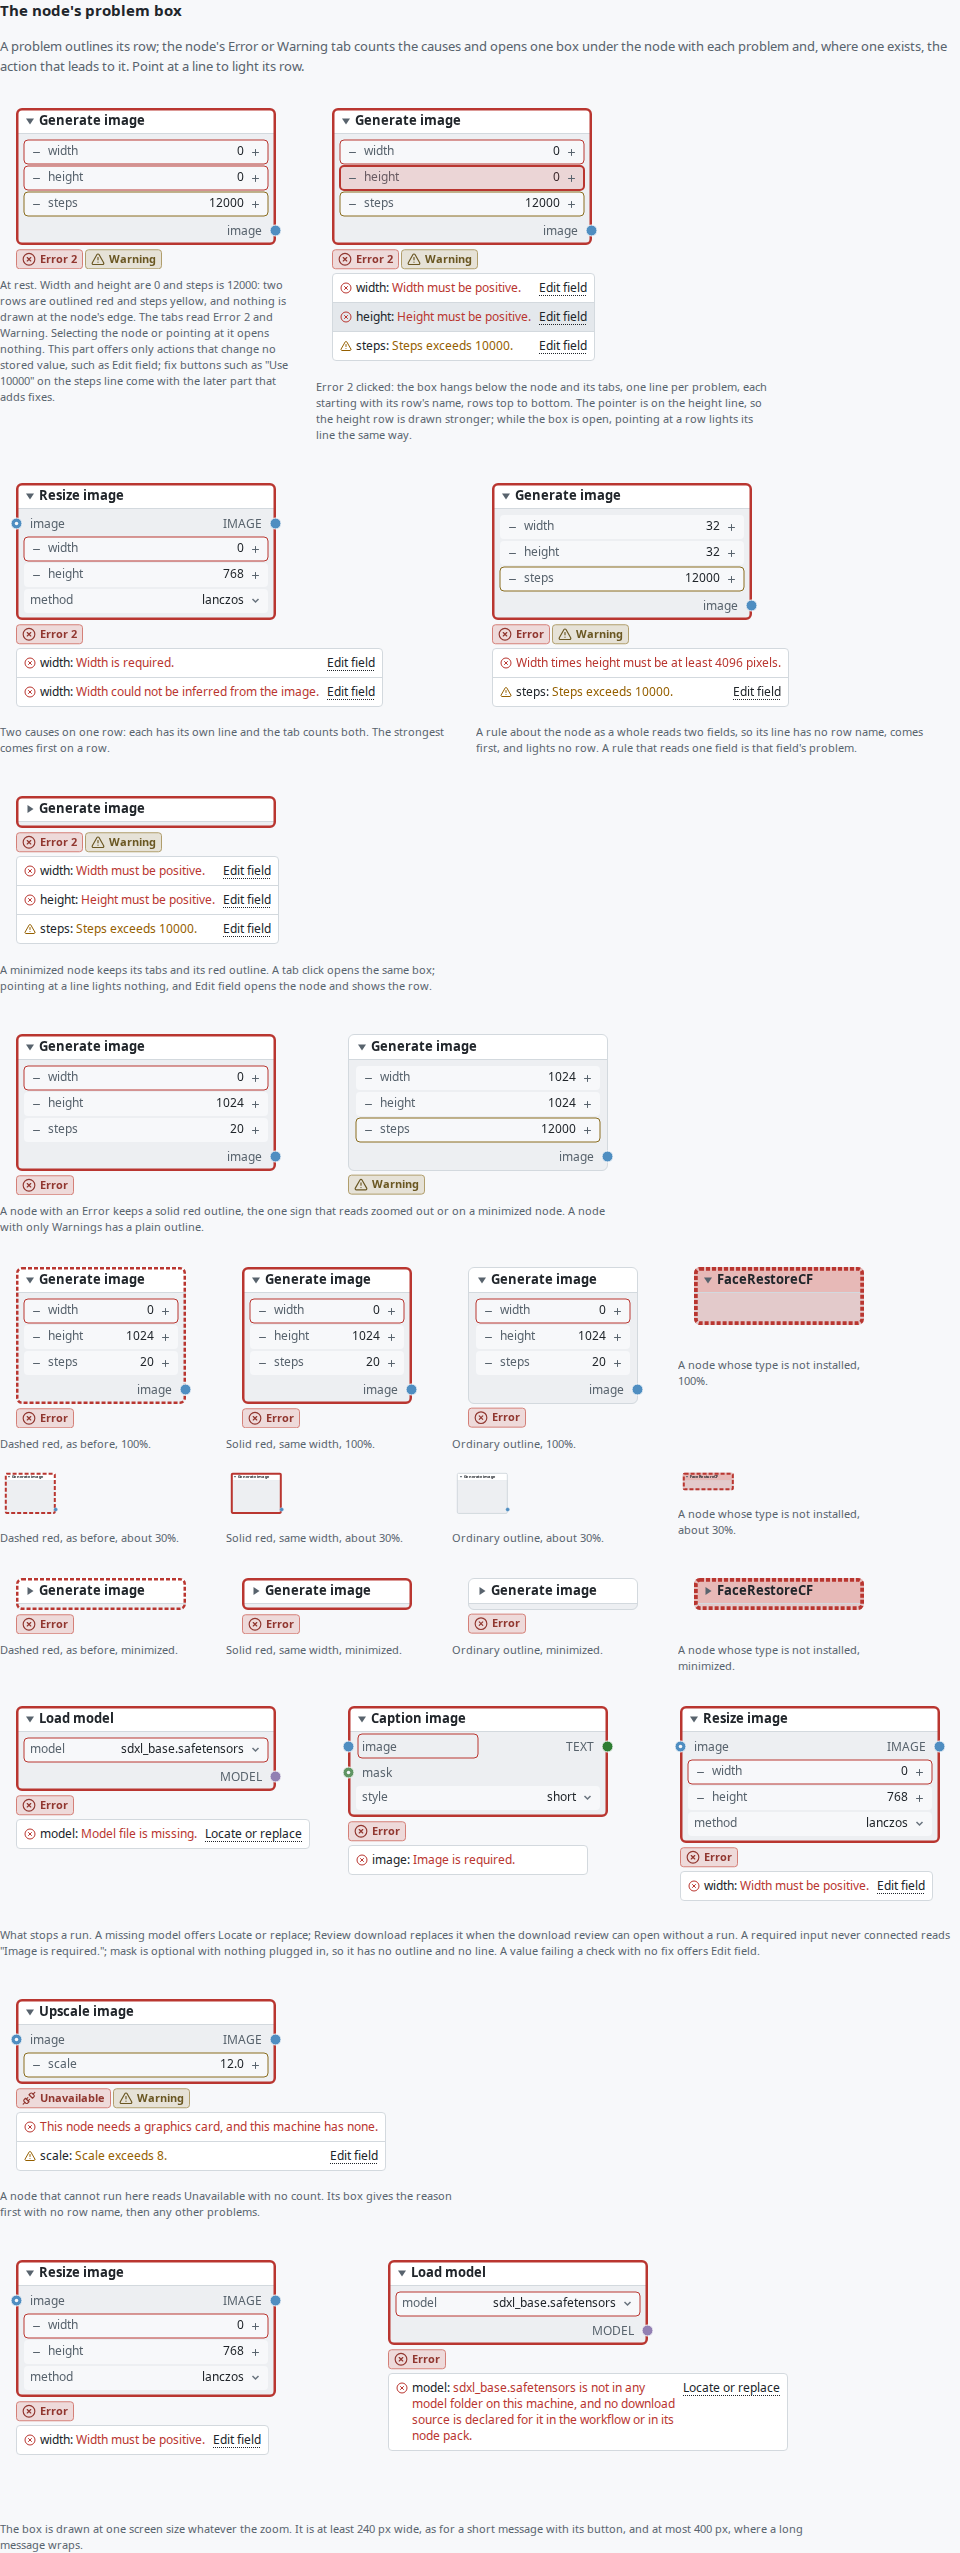 The node's problem box
A problem outlines its row; the node's Error or Warning tab counts the causes and opens one box under the node with each problem and, where one exists, the
action that leads to it. Point at a line to light its row.
Generate image
width 0
height 0
steps 12000
image
Error 2 Warning
At rest. Width and height are 0 and steps is 12000: two
rows are outlined red and steps yellow, and nothing is
drawn at the node's edge. The tabs read Error 2 and
Warning. Selecting the node or pointing at it opens
nothing. This part offers only actions that change no
stored value, such as Edit field; fix buttons such as "Use
10000" on the steps line come with the later part that
adds fixes.
Generate image
width 0
height 0
steps 12000
image
Error 2 Warning
width: Width must be positive. Edit field
height: Height must be positive. Edit field
steps: Steps exceeds 10000. Edit field
Error 2 clicked: the box hangs below the node and its tabs, one line per problem, each
starting with its row's name, rows top to bottom. The pointer is on the height line, so
the height row is drawn stronger; while the box is open, pointing at a row lights its
line the same way.
Resize image
image IMAGE
width 0
height 768
method lanczos
Error 2
width: Width is required. Edit field
width: Width could not be inferred from the image. Edit field
Two causes on one row: each has its own line and the tab counts both. The strongest
comes first on a row.
Generate image
width 32
height 32
steps 12000
image
Error Warning
Width times height must be at least 4096 pixels.
steps: Steps exceeds 10000. Edit field
A rule about the node as a whole reads two fields, so its line has no row name, comes
first, and lights no row. A rule that reads one field is that field's problem.
Generate image
Error 2 Warning
width: Width must be positive. Edit field
height: Height must be positive. Edit field
steps: Steps exceeds 10000. Edit field
A minimized node keeps its tabs and its red outline. A tab click opens the same box;
pointing at a line lights nothing, and Edit field opens the node and shows the row.
Generate image
width 0
height 1024
steps 20
image
Error
Generate image
width 1024
height 1024
steps 12000
image
Warning
A node with an Error keeps a solid red outline, the one sign that reads zoomed out or on a minimized node. A node
with only Warnings has a plain outline.
Generate image
width 0
height 1024
steps 20
image
Error
Dashed red, as before, 100%.
Generate image
width 0
height 1024
steps 20
image
Error
Solid red, same width, 100%.
Generate image
width 0
height 1024
steps 20
image
Error
Ordinary outline, 100%.
FaceRestoreCF
A node whose type is not installed,
100%.
Generate image
Dashed red, as before, about 30%.
Generate image
Solid red, same width, about 30%.
Generate image
Ordinary outline, about 30%.
FaceRestoreCF
A node whose type is not installed,
about 30%.
Generate image
Error
Dashed red, as before, minimized.
Generate image
Error
Solid red, same width, minimized.
Generate image
Error
Ordinary outline, minimized.
FaceRestoreCF
A node whose type is not installed,
minimized.
Load model
model sdxl_base.safetensors
MODEL
Error
model: Model file is missing. Locate or replace
Caption image
image TEXT
mask
style short
Error
image: Image is required.
Resize image
image IMAGE
width 0
height 768
method lanczos
Error
width: Width must be positive. Edit field
What stops a run. A missing model offers Locate or replace; Review download replaces it when the download review can open without a run. A required input never connected reads
"Image is required."; mask is optional with nothing plugged in, so it has no outline and no line. A value failing a check with no fix offers Edit field.
Upscale image
image IMAGE
scale 12.0
Unavailable Warning
This node needs a graphics card, and this machine has none.
scale: Scale exceeds 8. Edit field
A node that cannot run here reads Unavailable with no count. Its box gives the reason
first with no row name, then any other problems.
Resize image
image IMAGE
width 0
height 768
method lanczos
Error
width: Width must be positive. Edit field
Load model
model sdxl_base.safetensors
MODEL
Error
model: sdxl_base.safetensors is not in any Locate or replace
model folder on this machine, and no download
source is declared for it in the workflow or in its
node pack.
The box is drawn at one screen size whatever the zoom. It is at least 240 px wide, as for a short message with its button, and at most 400 px, where a long
message wraps.